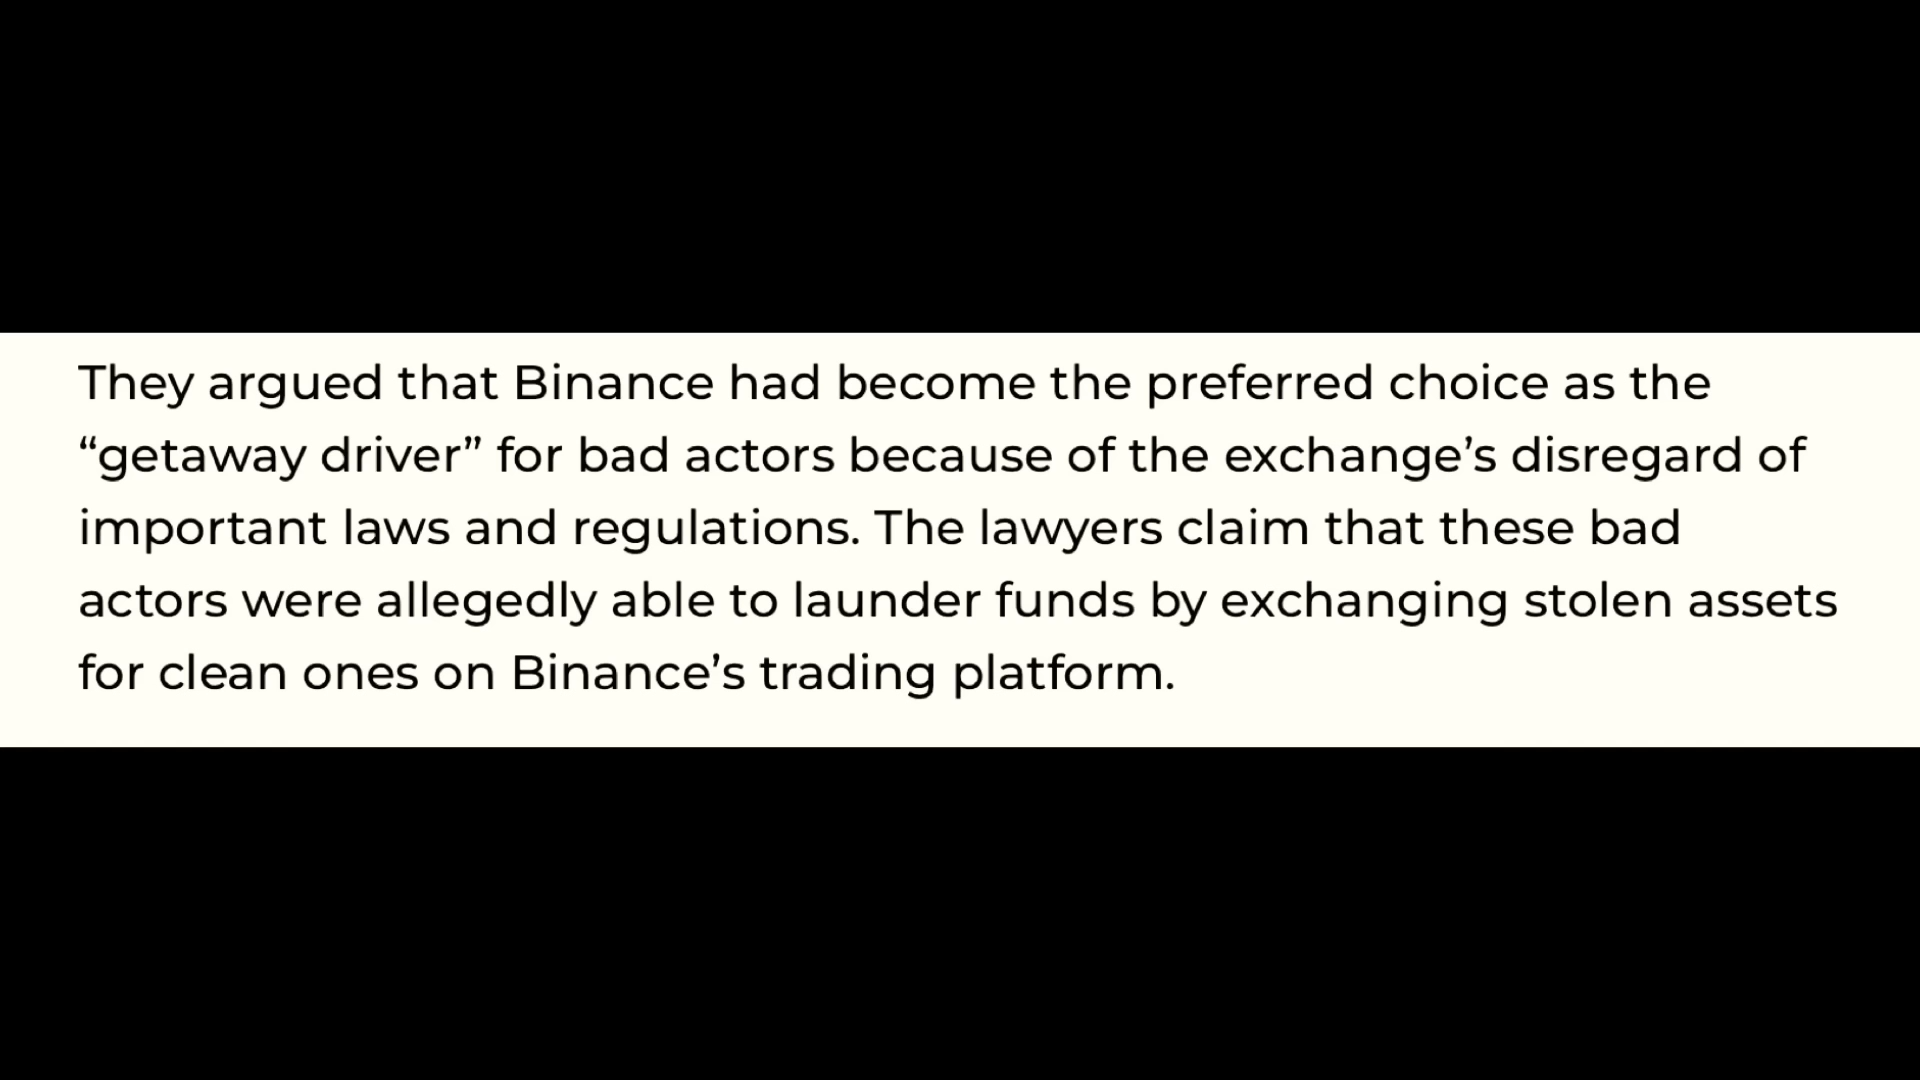 They argued that Binance had become the preferred choice as the
“getaway driver” for bad actors because of the exchange’s disregard of
important laws and regulations. The lawyers claim that these bad
actors were allegedly able to launder funds by exchanging stolen assets
for clean ones on Binance’s trading platform.